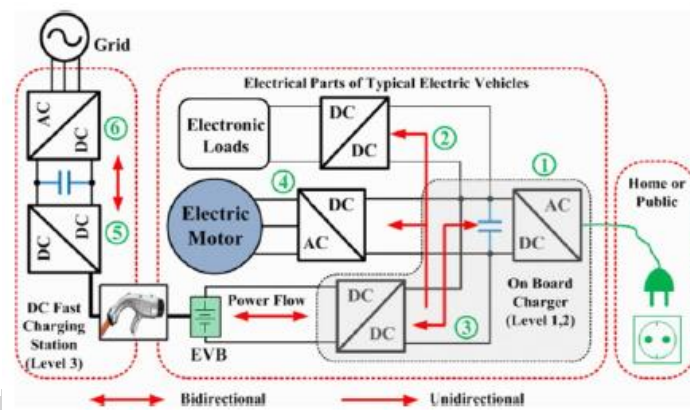 Grid
Electrical Parts of Typical Electric Vehicles
AC
DC
⑥
Electronic
Loads
DC
DC
②
①
Home or
Public
④
Electric
Motor
DC
AC
AC
DC
DC
DC
⑤
On Board
Charger
(Level 1,2)
DC Fast
Charging
Station
(Level 3)
Power Flow
DC
DC
③
EVB
Bidirectional
Unidirectional